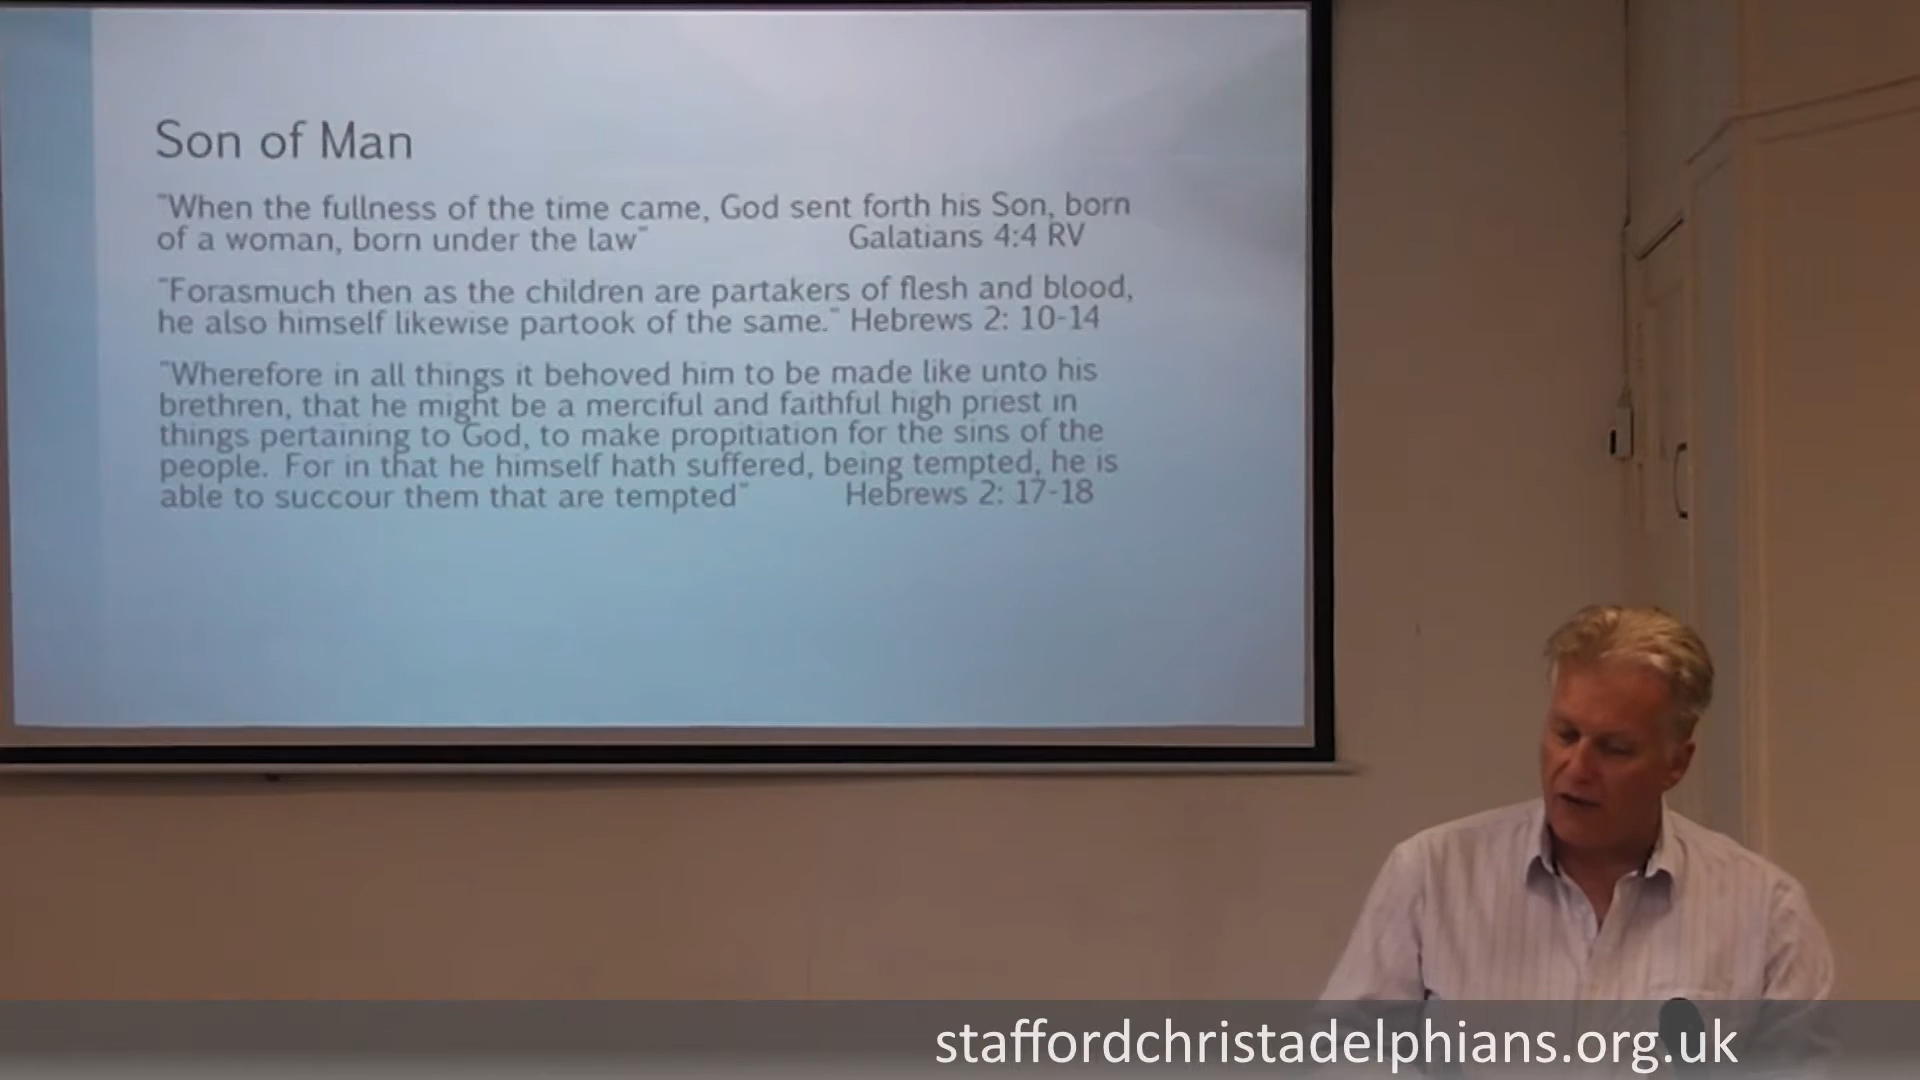 Son of Man
"When the fullness of the time came, God sent forth his Son, born
of a woman, born under the law" Galatians 4:4 RV
"Forasmuch then as the children are partakers of flesh and blood,
he also himself likewise partook of the same." Hebrews 2: 10-14
"Wherefore in all things it behoved him to be made like unto his
brethren, that he might be a merciful and faithful high priest in
things pertaining to God, to make propitiation for the sins of the
people. For in that he himself hath suffered, being tempted, he is
able to succour them that are tempted" Hebrews 2: 17-18
staffordchristadelphians.org.uk